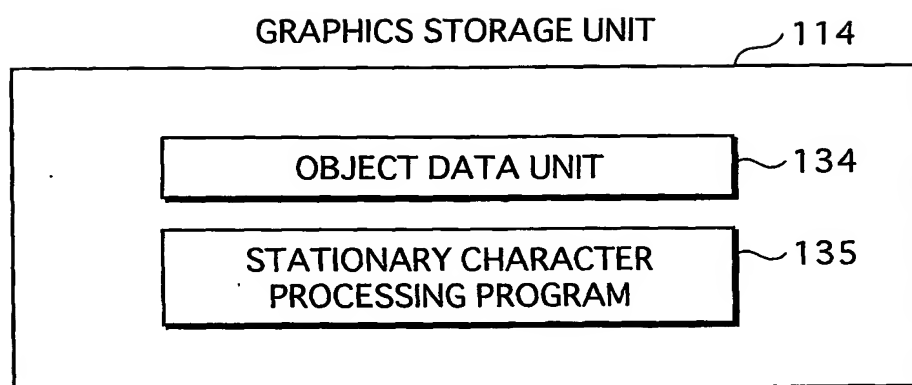 GRAPHICS STORAGE UNIT
114
OBJECT DATA UNIT
134
STATIONARY CHARACTER
PROCESSING PROGRAM
135